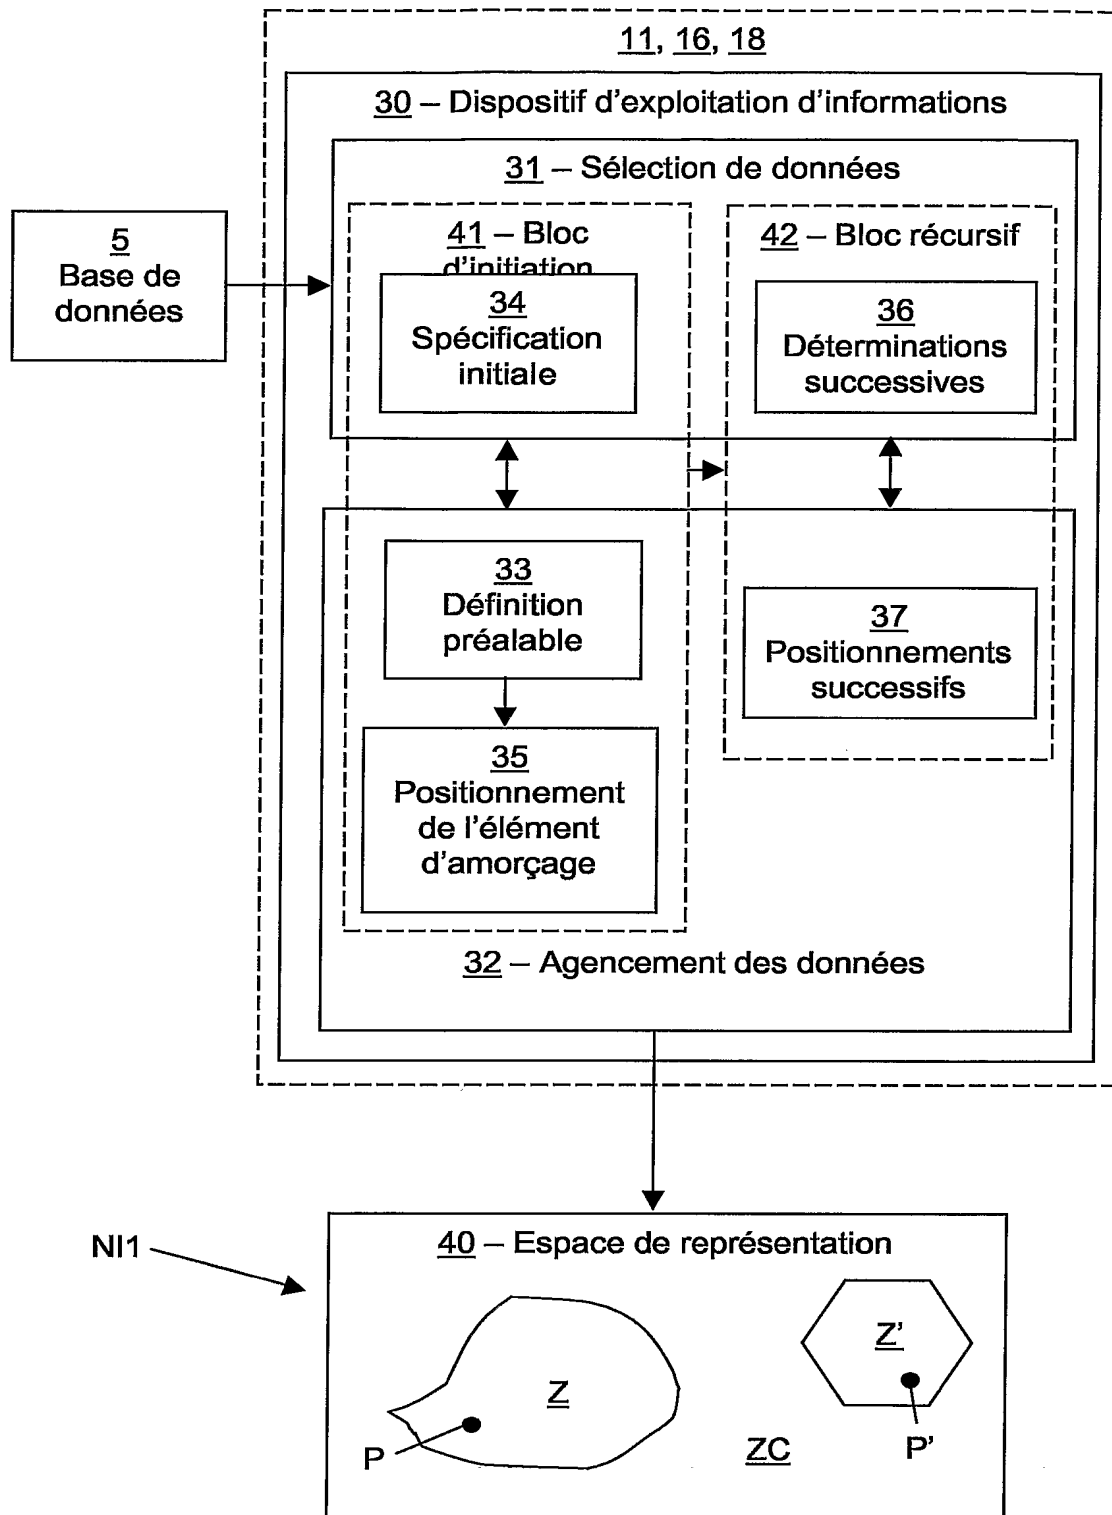 11, 16, 18
30 – Dispositif d'exploitation d'informations
31 – Sélection de données
5
Base de
données
41 – Bloc
d'initiation
34
Spécification
initiale
42 – Bloc récursif
36
Déterminations
successives
33
Définition
préalable
35
Positionnement
de l'élément
d'amorçage
37
Positionnements
successifs
32 – Agencement des données
NI1
40 – Espace de représentation
Z
P
Z'
P'
ZC